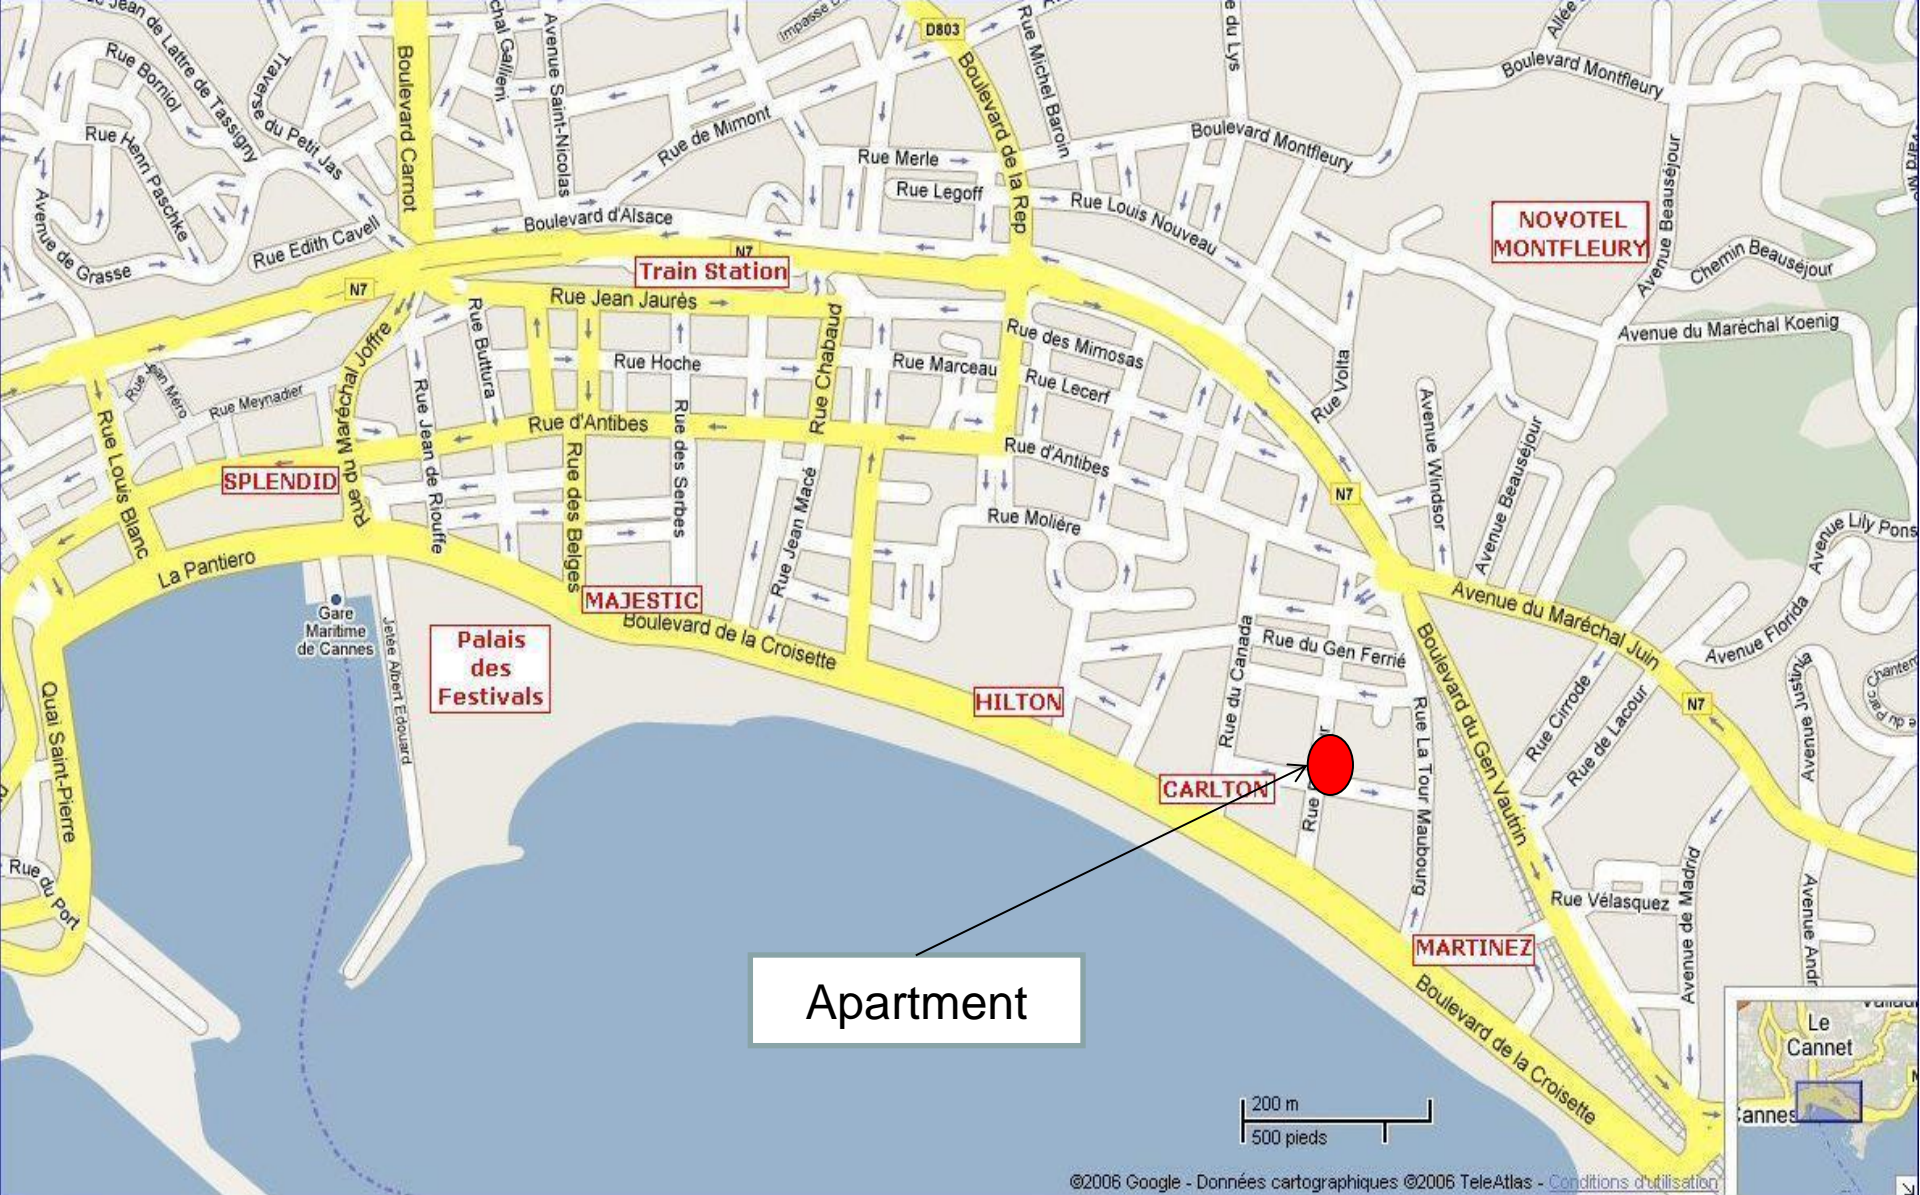 Jean de Lattre de Tassigny
Rue Borniol
Traverse du Petit Jas
Rue Henri Paschke
Avenue de Grasse
Rue Edith Cavell
Boulevard Carnot
Avenue Saint-Nicolas
Rue de Mimont
D803
Boulevard de la Rep
Rue Michel Baroin
Rue Merle
Rue Legoff
Boulevard Montfleury
Rue Louis Nouveau
Boulevard Montfleury
Avenue Beauséjour
NOVOTEL
MONTFLEURY
Chemin Beauséjour
Avenue du Maréchal Koenig
Boulevard d'Alsace
N7
Train Station
N7
Rue Jean Jaurès
Rue Buttura
Rue Hoche
Rue Chabaud
Rue Marceau
Rue des Mimosas
Rue Lecerf
Rue Volta
Rue Jean Méro
Rue Meynadier
Rue du Maréchal Joffre
Rue Jean de Riouffe
Rue d'Antibes
Rue des Serbes
Rue d'Antibes
Rue Louis Blanc
SPLENDID
Rue des Belges
Rue Jean Macé
Rue Molière
N7
Avenue Windsor
Avenue Beauséjour
Avenue Lily Pons
La Pantiero
Gare
Maritime
de Cannes
Jetée Albert Edouard
Palais
des
Festivals
MAJESTIC
Boulevard de la Croisette
HILTON
Rue du Canada
Rue du Gen Ferrié
Avenue du Maréchal Juin
Avenue Florida
Avenue Justinia
N7
Rue Cirrode
Rue de Lacour
Boulevard du Gen Vautrin
Rue La Tour Maubourg
CARLTON
Rue
Quai Saint-Pierre
Rue du Port
Rue Vélasquez
Avenue de Madrid
MARTINEZ
Boulevard de la Croisette
Apartment
Le
Cannet
200 m
500 pieds
©2006 Google - Données cartographiques ©2006 TeleAtlas - Conditions d'utilisation